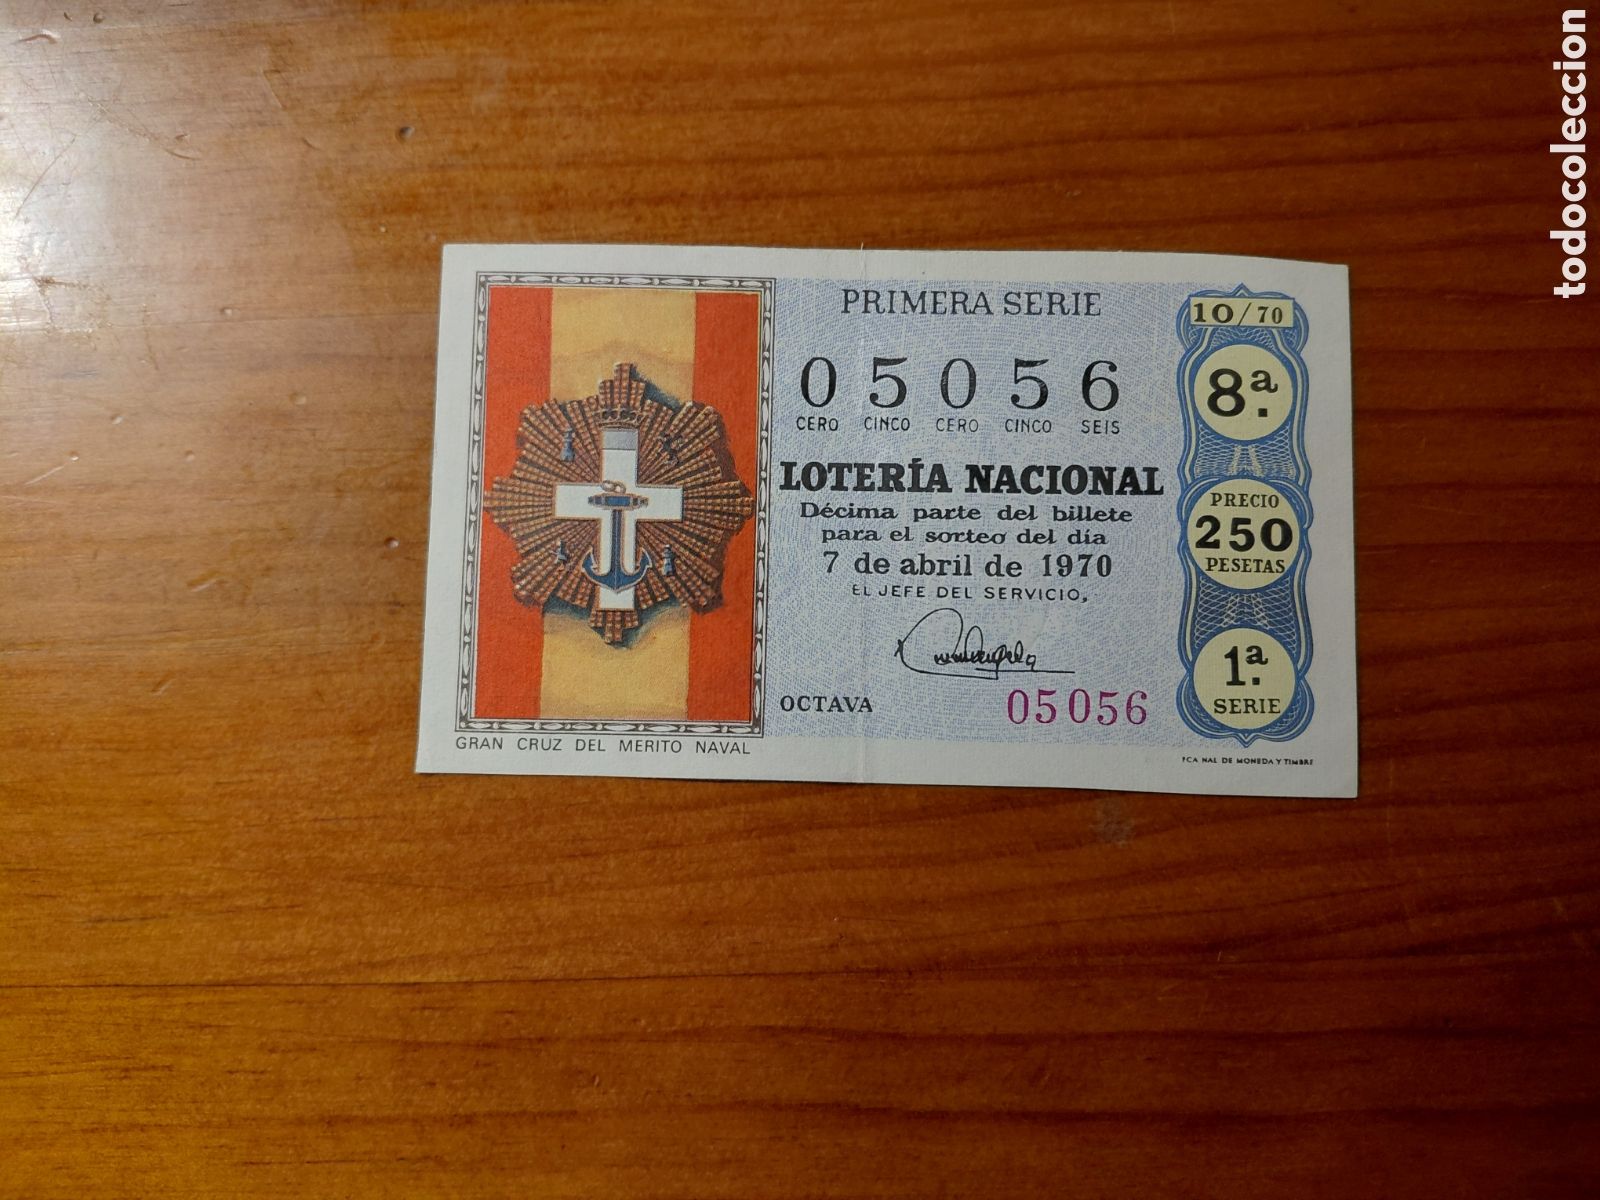 todocoleccion
PRIMERA SERIE
10/70
05056
CERO CINCO CERO CINCO SEIS
8ª.
LOTERÍA NACIONAL
Décima parte del billete
para el sorteo del día
7 de abril de 1970
EL JEFE DEL SERVICIO,
PRECIO
250
PESETAS
OCTAVA
05056
1ª.
SERIE
GRAN CRUZ DEL MERITO NAVAL
FCA NAL DE MONEDA Y TIMBRE